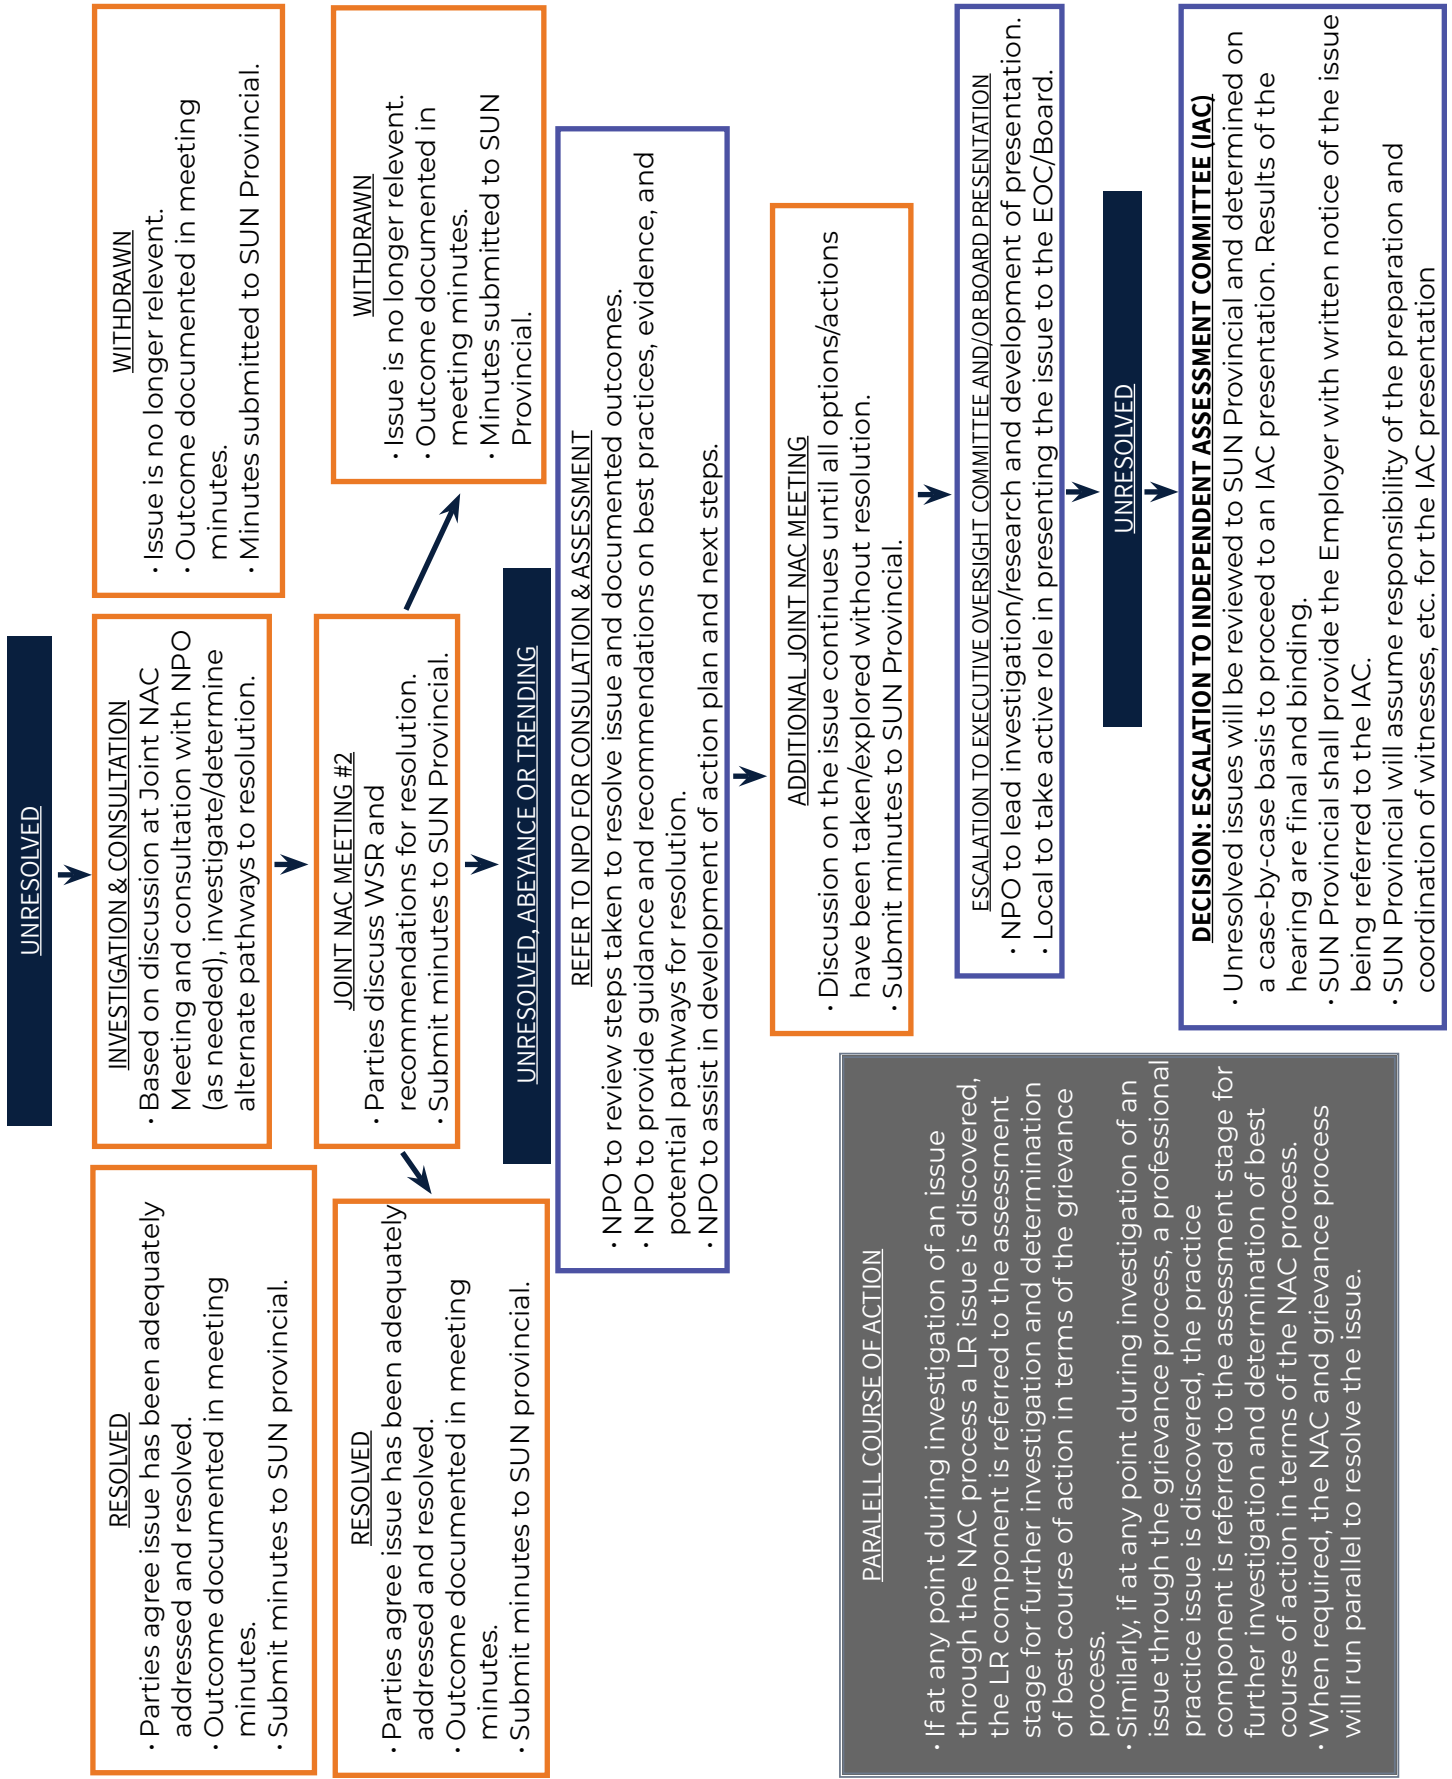 UNRESOLVED
RESOLVED
· Parties agree issue has been adequately
addressed and resolved.
· Outcome documented in meeting
minutes.
· Submit minutes to SUN provincial.
INVESTIGATION & CONSULTATION
· Based on discussion at Joint NAC
Meeting and consultation with NPO
(as needed), investigate/determine
alternate pathways to resolution.
WITHDRAWN
· Issue is no longer relevent.
· Outcome documented in meeting
minutes.
· Minutes submitted to SUN Provincial.
RESOLVED
· Parties agree issue has been adequately
addressed and resolved.
· Outcome documented in meeting
minutes.
· Submit minutes to SUN provincial.
JOINT NAC MEETING #2
· Parties discuss WSR and
recommendations for resolution.
· Submit minutes to SUN Provincial.
WITHDRAWN
· Issue is no longer relevent.
· Outcome documented in
meeting minutes.
· Minutes submitted to SUN
Provincial.
UNRESOLVED, ABEYANCE OR TRENDING
REFER TO NPO FOR CONSULATION & ASSESSMENT
· NPO to review steps taken to resolve issue and documented outcomes.
· NPO to provide guidance and recommendations on best practices, evidence, and
potential pathways for resolution.
· NPO to assist in development of action plan and next steps.
ADDITIONAL JOINT NAC MEETING
· Discussion on the issue continues until all options/actions
have been taken/explored without resolution.
· Submit minutes to SUN Provincial.
ESCALATION TO EXECUTIVE OVERSIGHT COMMITTEE AND/OR BOARD PRESENTATION
· NPO to lead investigation/research and development of presentation.
· Local to take active role in presenting the issue to the EOC/Board.
UNRESOLVED
DECISION: ESCALATION TO INDEPENDENT ASSESSMENT COMMITTEE (IAC)
· Unresolved issues will be reviewed to SUN Provincial and determined on
a case-by-case basis to proceed to an IAC presentation. Results of the
hearing are final and binding.
· SUN Provincial shall provide the Employer with written notice of the issue
being referred to the IAC.
· SUN Provincial will assume responsibility of the preparation and
coordination of witnesses, etc. for the IAC presentation
PARALELL COURSE OF ACTION
· If at any point during investigation of an issue
through the NAC process a LR issue is discovered,
the LR component is referred to the assessment
stage for further investigation and determination
of best course of action in terms of the grievance
process.
· Similarly, if at any point during investigation of an
issue through the grievance process, a professional
practice issue is discovered, the practice
component is referred to the assessment stage for
further investigation and determination of best
course of action in terms of the NAC process.
· When required, the NAC and grievance process
will run parallel to resolve the issue.